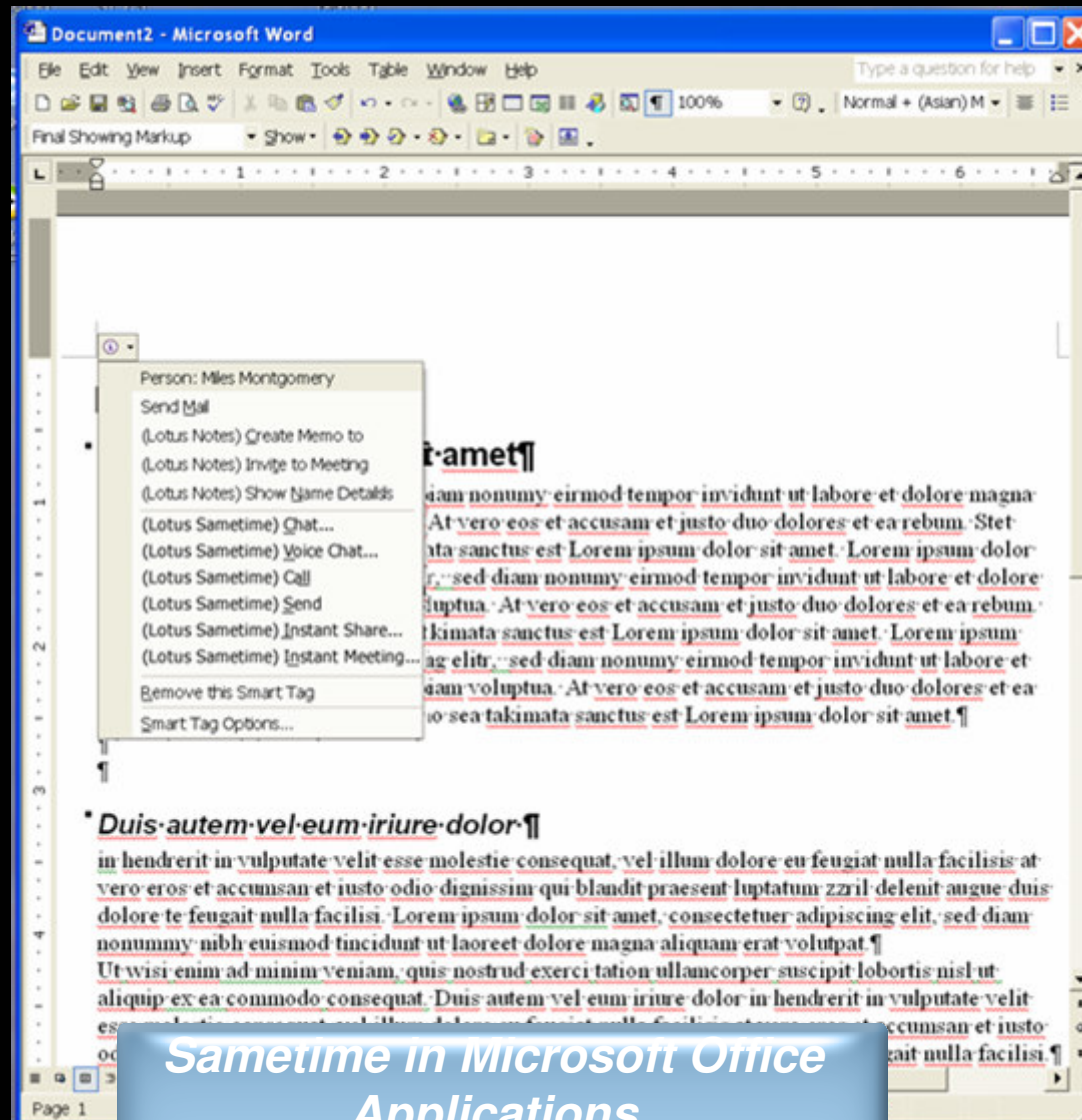 Document2 - Microsoft Word
File Edit View Insert Format Tools Table Window Help Type a question for help
100% Normal + (Asian) M
Final Showing Markup Show
1 2 3 4 5 6
Person: Miles Montgomery
Send Mail
(Lotus Notes) Create Memo to
(Lotus Notes) Invite to Meeting
(Lotus Notes) Show Name Detailds
(Lotus Sametime) Chat...
(Lotus Sametime) Voice Chat...
(Lotus Sametime) Call
(Lotus Sametime) Send
(Lotus Sametime) Instant Share...
(Lotus Sametime) Instant Meeting...
Remove this Smart Tag
Smart Tag Options...
amet¶
nonumy eirmod tempor invidunt ut labore et dolore magna
At vero eos et accusam et justo duo dolores et ea rebum. Stet
sanctus est Lorem ipsum dolor sit amet. Lorem ipsum dolor
sed diam nonumy eirmod tempor invidunt ut labore et dolore
At vero eos et accusam et justo duo dolores et ea rebum.
sanctus est Lorem ipsum dolor sit amet. Lorem ipsum
elitr, sed diam nonumy eirmod tempor invidunt ut labore et
voluptua. At vero eos et accusam et justo duo dolores et ea
sea takimata sanctus est Lorem ipsum dolor sit amet.¶
¶
¶
Duis autem vel eum iriure dolor ¶
in hendrerit in vulputate velit esse molestie consequat, vel illum dolore eu feugiat nulla facilisis at
vero eros et accumsan et iusto odio dignissim qui blandit praesent luptatum zzril delenit augue duis
dolore te feugait nulla facilisi. Lorem ipsum dolor sit amet, consectetuer adipiscing elit, sed diam
nonummy nibh euismod tincidunt ut laoreet dolore magna aliquam erat volutpat.¶
Ut wisi enim ad minim veniam, quis nostrud exerci tation ullamcorper suscipit lobortis nisl ut
aliquip ex ea commodo consequat. Duis autem vel eum iriure dolor in hendrerit in vulputate velit
et iusto
nulla facilisi.¶
Page 1
Sametime in Microsoft Office
Applications